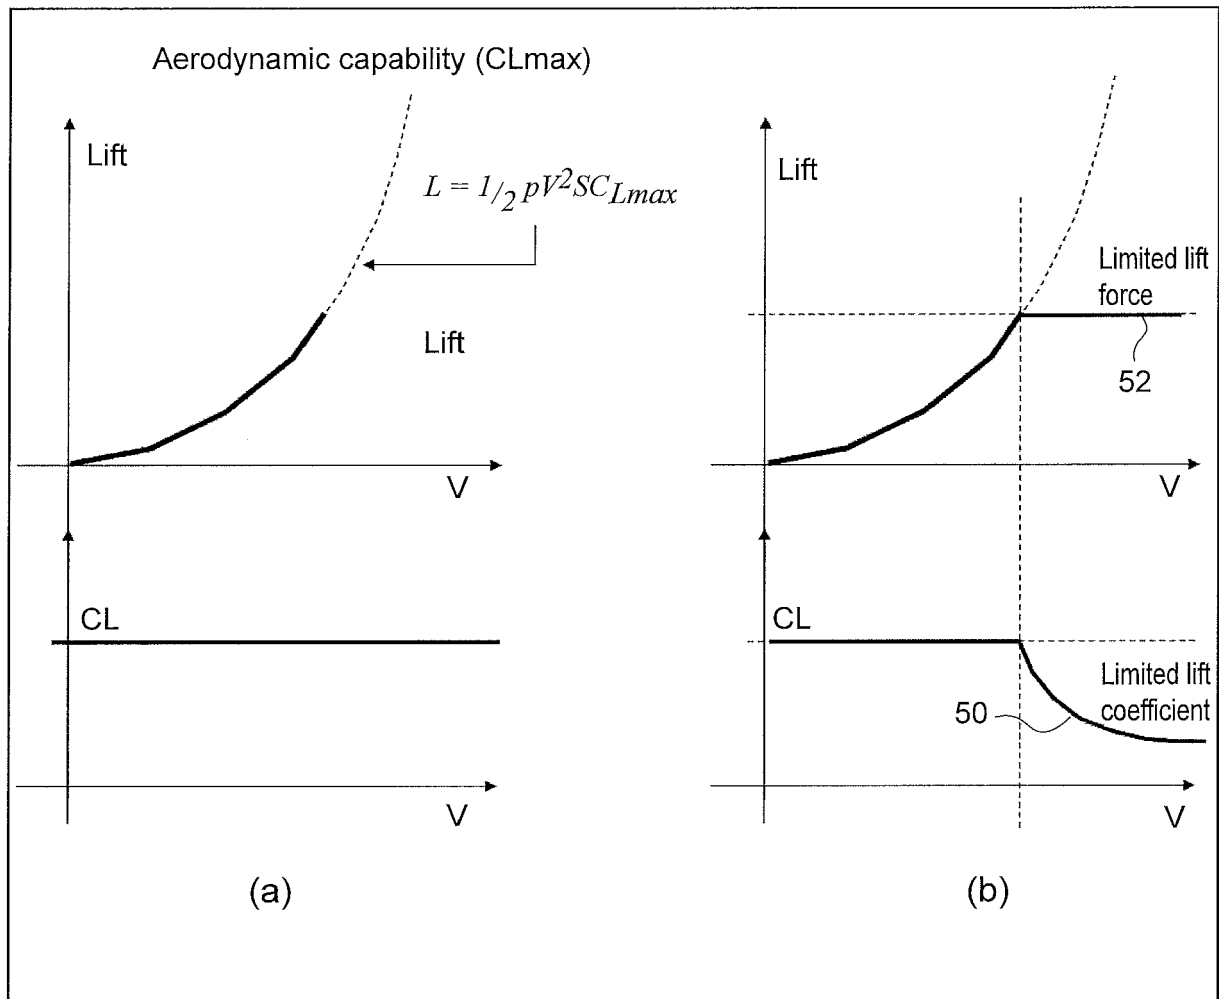 Aerodynamic capability (CLmax)
Lift
L = 1/2 pV²SCLmax
Lift
V
CL
V
(a)
Lift
Limited lift
force
52
V
CL
Limited lift
coefficient
50
V
(b)